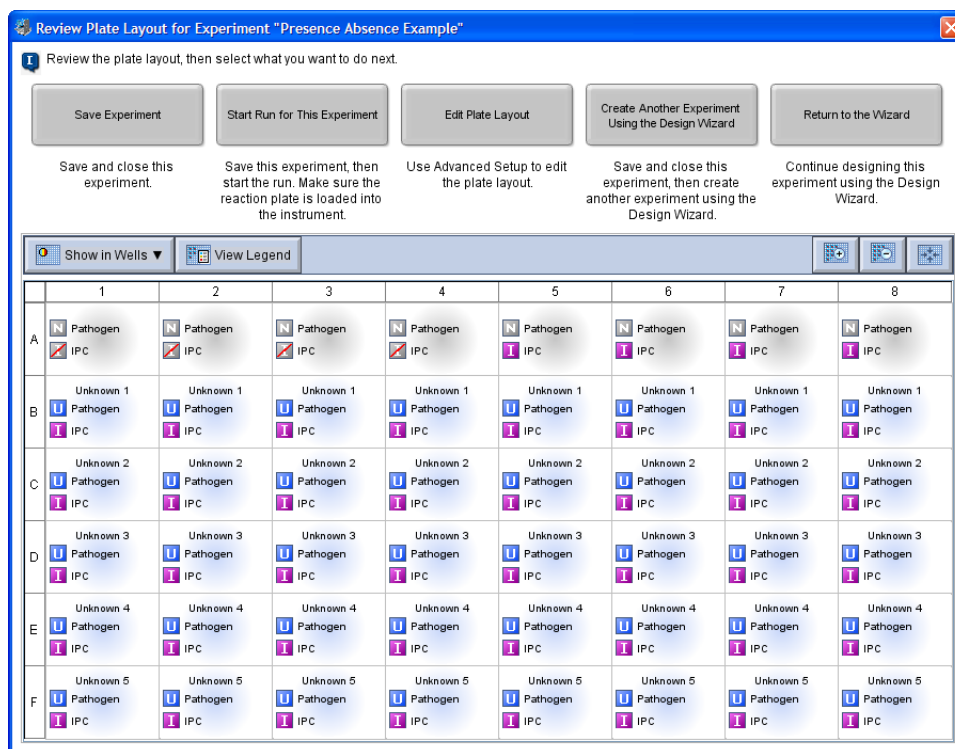 Review Plate Layout for Experiment "Presence Absence Example"
Review the plate layout, then select what you want to do next.
Save Experiment
Start Run for This Experiment
Edit Plate Layout
Create Another Experiment
Using the Design Wizard
Return to the Wizard
Save and close this
experiment.
Save this experiment, then
start the run. Make sure the
reaction plate is loaded into
the instrument.
Use Advanced Setup to edit
the plate layout.
Save and close this
experiment, then create
another experiment using the
Design Wizard.
Continue designing this
experiment using the Design
Wizard.
Show in Wells ▼ View Legend
1 2 3 4 5 6 7 8
A
N Pathogen N Pathogen N Pathogen N Pathogen N Pathogen N Pathogen N Pathogen N Pathogen
IPC IPC IPC IPC I IPC I IPC I IPC I IPC
Unknown 1 Unknown 1 Unknown 1 Unknown 1 Unknown 1 Unknown 1 Unknown 1 Unknown 1
B U Pathogen U Pathogen U Pathogen U Pathogen U Pathogen U Pathogen U Pathogen U Pathogen
I IPC I IPC I IPC I IPC I IPC I IPC I IPC I IPC
Unknown 2 Unknown 2 Unknown 2 Unknown 2 Unknown 2 Unknown 2 Unknown 2 Unknown 2
C U Pathogen U Pathogen U Pathogen U Pathogen U Pathogen U Pathogen U Pathogen U Pathogen
I IPC I IPC I IPC I IPC I IPC I IPC I IPC I IPC
Unknown 3 Unknown 3 Unknown 3 Unknown 3 Unknown 3 Unknown 3 Unknown 3 Unknown 3
D U Pathogen U Pathogen U Pathogen U Pathogen U Pathogen U Pathogen U Pathogen U Pathogen
I IPC I IPC I IPC I IPC I IPC I IPC I IPC I IPC
Unknown 4 Unknown 4 Unknown 4 Unknown 4 Unknown 4 Unknown 4 Unknown 4 Unknown 4
E U Pathogen U Pathogen U Pathogen U Pathogen U Pathogen U Pathogen U Pathogen U Pathogen
I IPC I IPC I IPC I IPC I IPC I IPC I IPC I IPC
Unknown 5 Unknown 5 Unknown 5 Unknown 5 Unknown 5 Unknown 5 Unknown 5 Unknown 5
F U Pathogen U Pathogen U Pathogen U Pathogen U Pathogen U Pathogen U Pathogen U Pathogen
I IPC I IPC I IPC I IPC I IPC I IPC I IPC I IPC